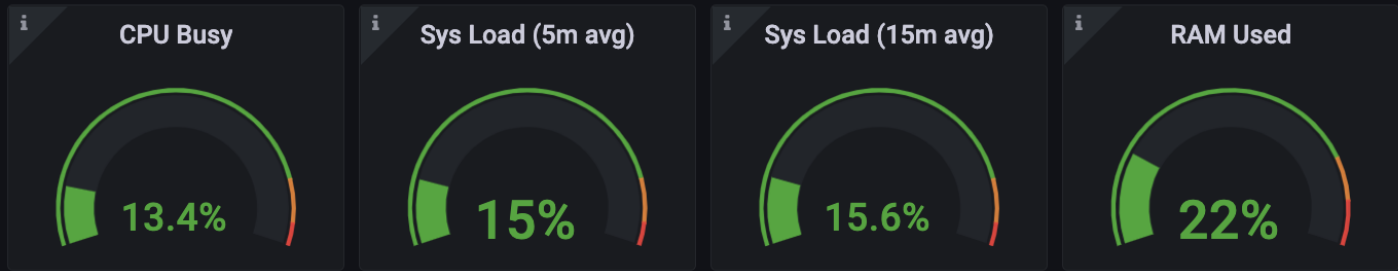 CPU Busy
13.4%
Sys Load (5m avg)
15%
Sys Load (15m avg)
15.6%
RAM Used
22%